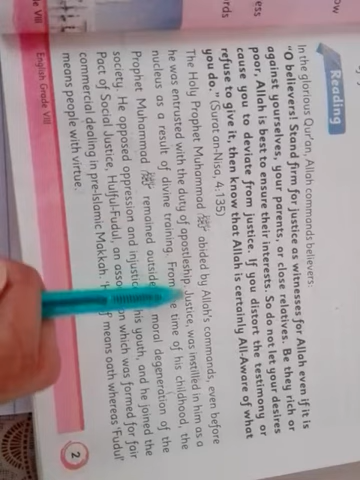 Reading
In the glorious Qur'an, Allah commands believers:
"O believers! Stand firm for justice as witnesses for Allah even if it is
against yourselves, your parents, or close relatives. Be they rich or
poor, Allah is best to ensure their interests. So do not let your desires
cause you to deviate from justice. If you distort the testimony or
refuse to give it, then know that Allah is certainly All-Aware of what
you do." (Surat an-Nisa, 4:135)
The Holy Prophet Muhammad ﷺ abided by Allah's commands, even before
he was entrusted with the duty of apostleship. Justice, was instilled in him as a
nucleus as a result of divine training. From time of his childhood, the
Prophet Muhammad ﷺ remained outside moral degeneration of the
society. He opposed oppression and his youth, and he joined the
Pact of Social Justice, Hulful-Fudul, an which was formed for fair
commercial dealing in pre-Islamic Makkah. means oath whereas 'Fudul'
means people with virtue.
English Grade VIII
2